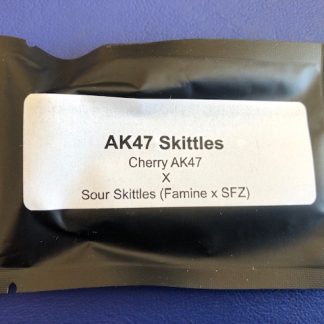 AK47 Skittles
Cherry AK47
X
Sour Skittles (Famine x SFZ)